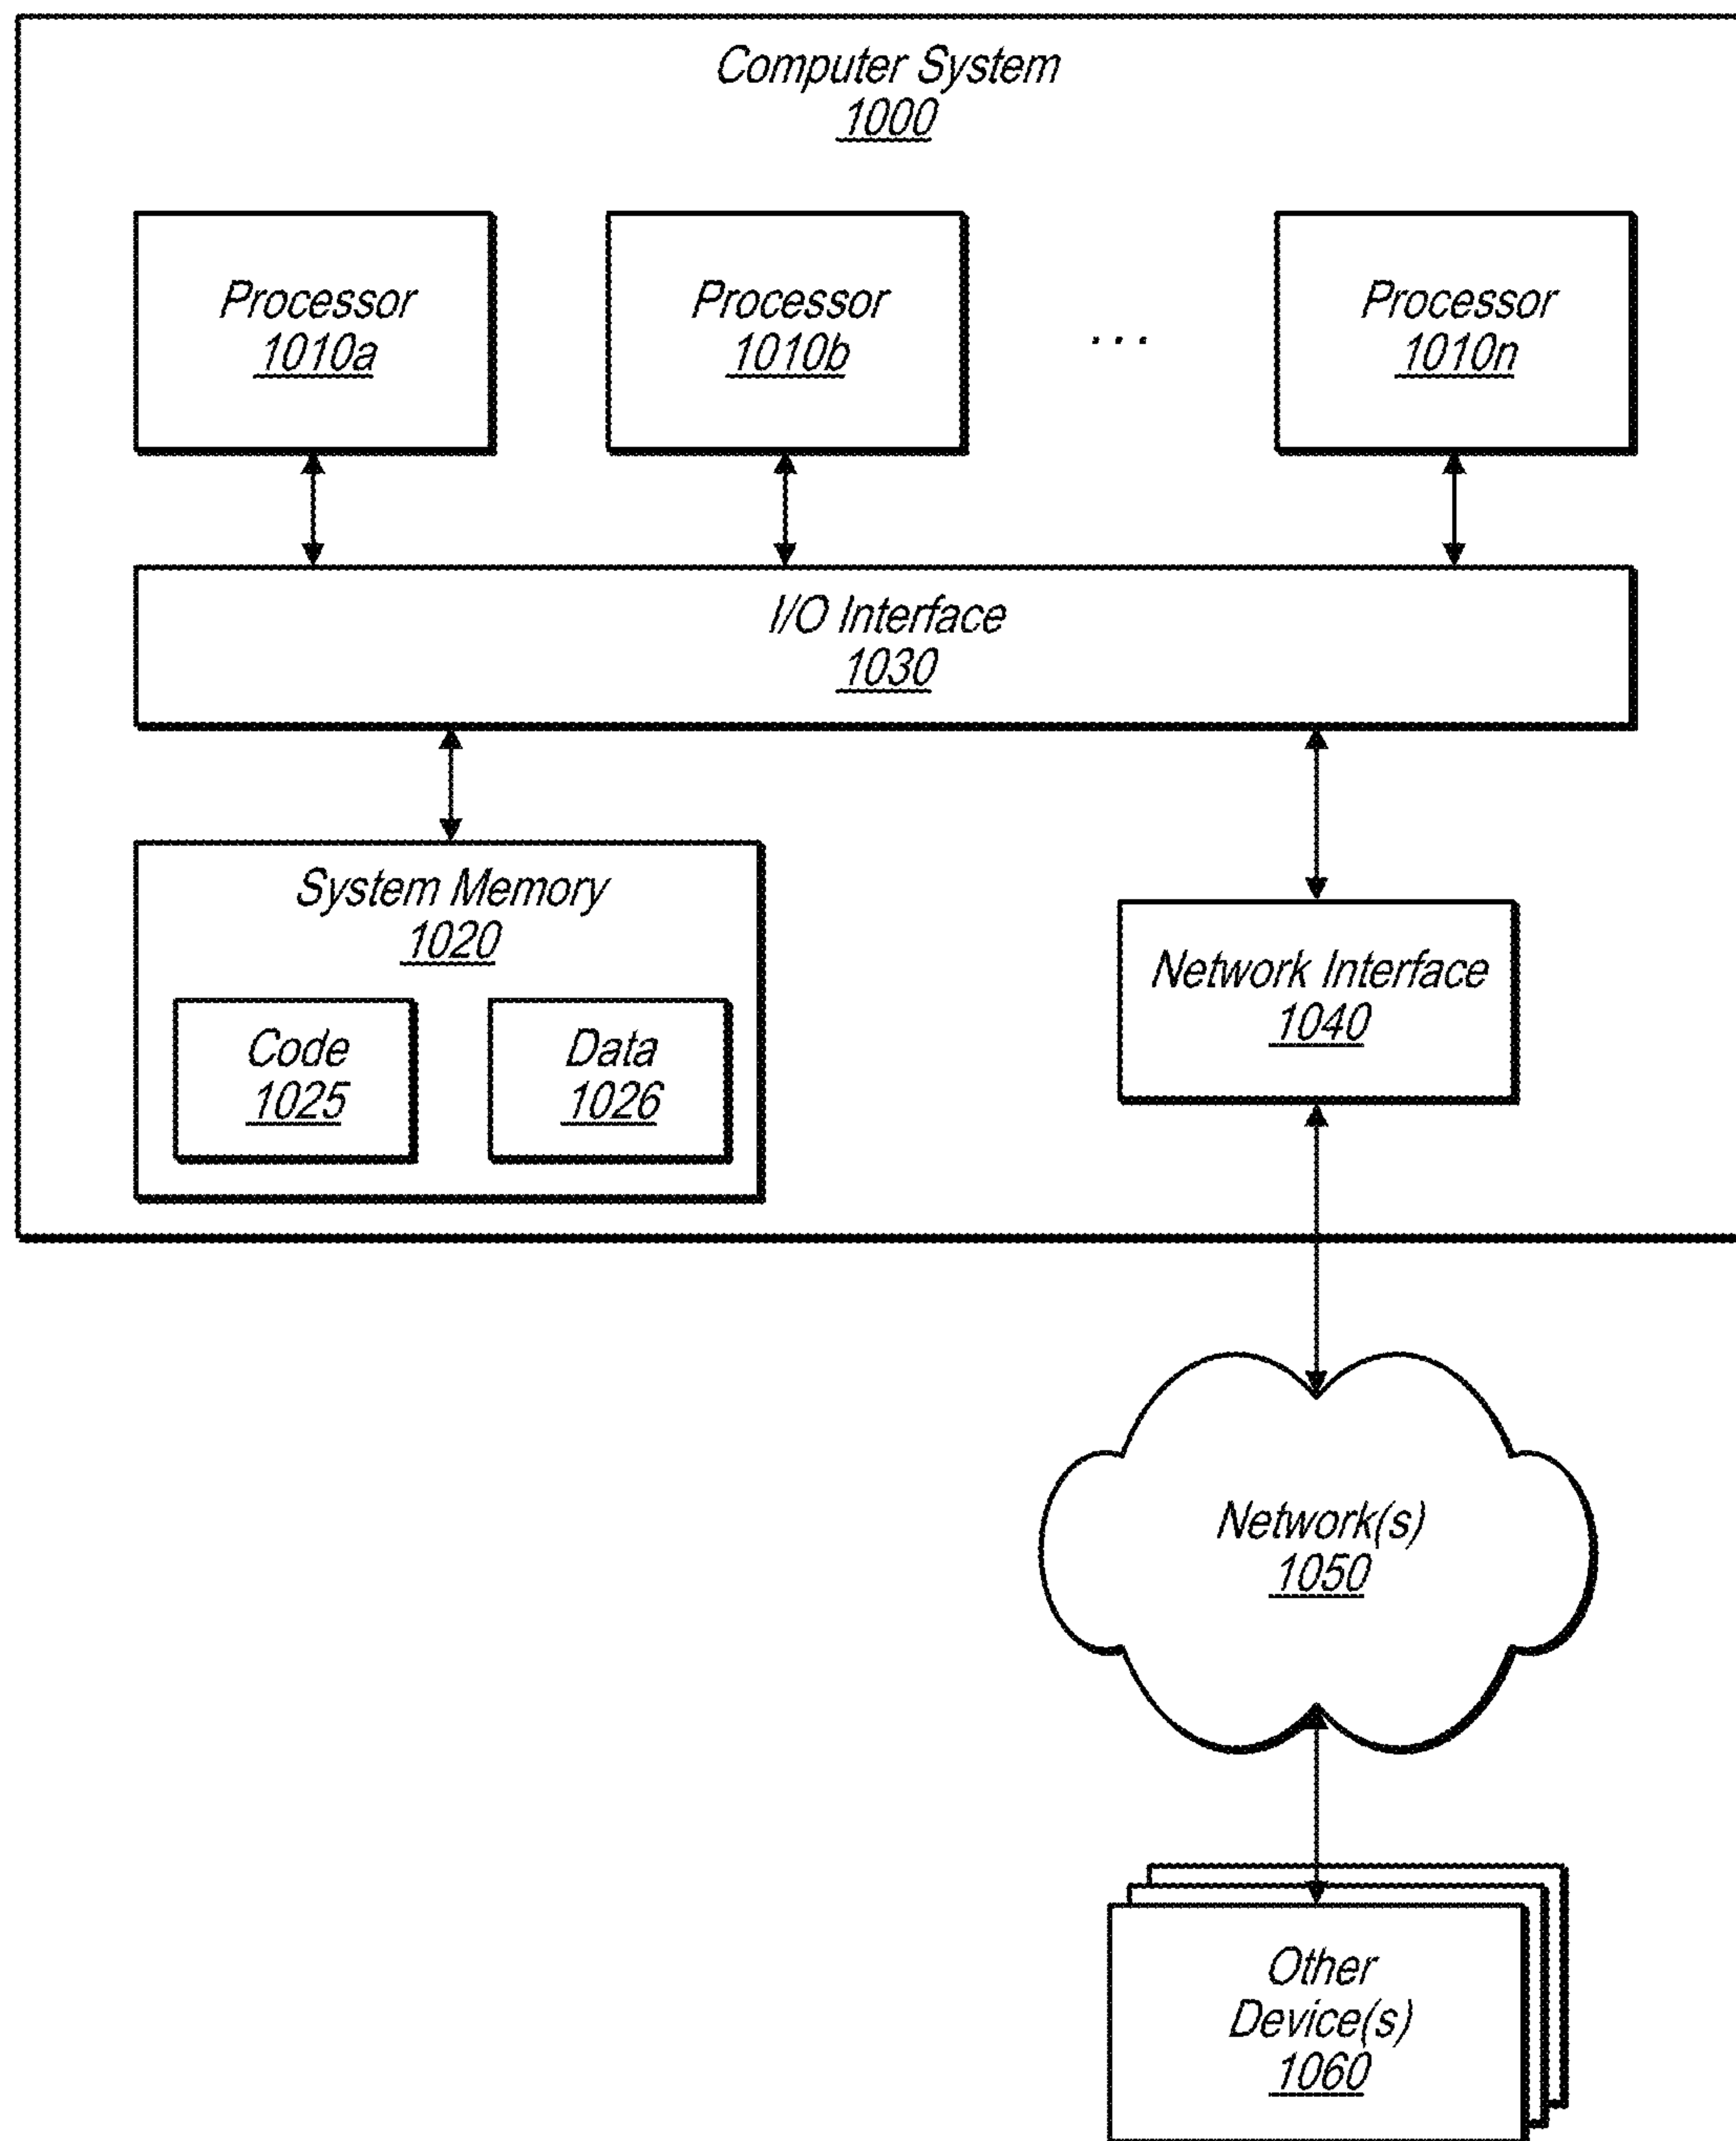 Computer System
1000
Processor
1010a
Processor
1010b
...
Processor
1010n
I/O Interface
1030
System Memory
1020
Code
1025
Data
1026
Network Interface
1040
Network(s)
1050
Other
Device(s)
1060